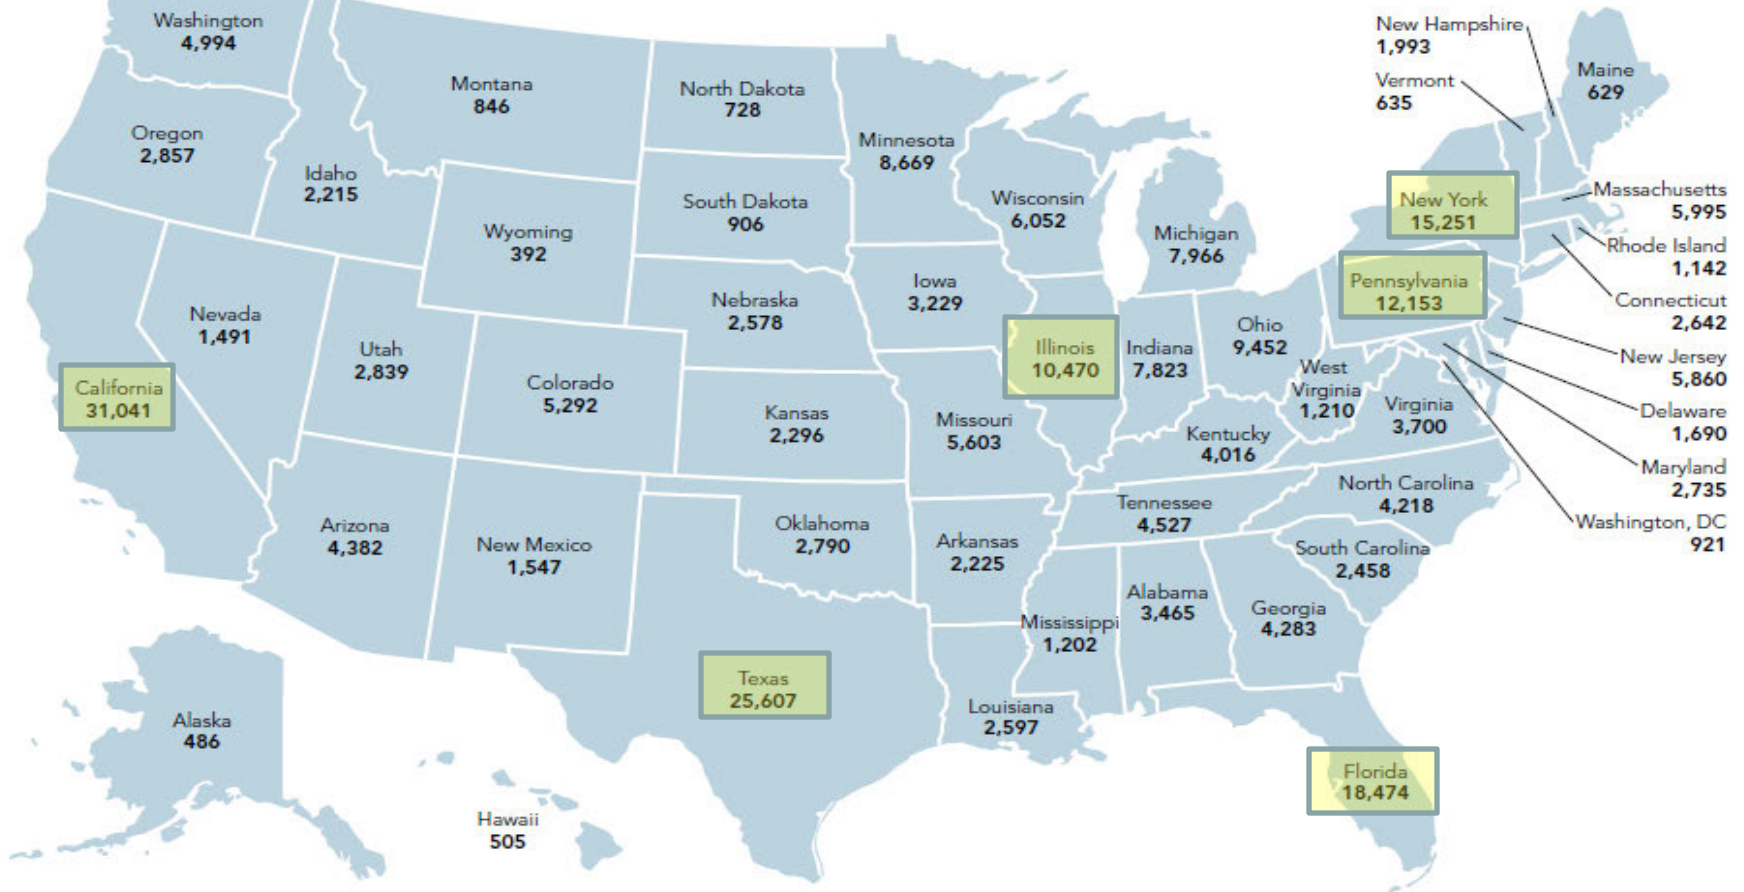 Washington
4,994
Oregon
2,857
Idaho
2,215
Montana
846
North Dakota
728
Minnesota
8,669
Wisconsin
6,052
Michigan
7,966
New Hampshire
1,993
Vermont
635
Maine
629
Wyoming
392
South Dakota
906
Nebraska
2,578
Iowa
3,229
New York
15,251
Massachusetts
5,995
Rhode Island
1,142
Connecticut
2,642
New Jersey
5,860
Delaware
1,690
Maryland
2,735
Washington, DC
921
Pennsylvania
12,153
California
31,041
Nevada
1,491
Utah
2,839
Colorado
5,292
Kansas
2,296
Missouri
5,603
Illinois
10,470
Indiana
7,823
Ohio
9,452
West
Virginia
1,210
Virginia
3,700
Kentucky
4,016
North Carolina
4,218
Tennessee
4,527
South Carolina
2,458
Arizona
4,382
New Mexico
1,547
Oklahoma
2,790
Arkansas
2,225
Mississippi
1,202
Alabama
3,465
Georgia
4,283
Texas
25,607
Louisiana
2,597
Florida
18,474
Alaska
486
Hawaii
505